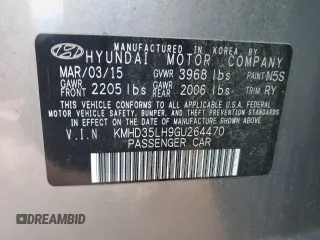 MANUFACTURED IN KOREA BY
HYUNDAI MOTOR COMPANY
MAR/03/15 GVWR 3968 lbs PAINT N5S
GAWR FRONT 2205 lbs GAWR REAR 2006 lbs TRIM RY
THIS VEHICLE CONFORMS TO ALL APPLICABLE U.S. FEDERAL MOTOR VEHICLE SAFETY, BUMPER, AND THEFT PREVENTION STANDARDS IN EFFECT ON THE DATE OF MANUFACTURE SHOWN ABOVE.
V.I.N KMHD35LH9GU264470
PASSENGER CAR
DREAMBID